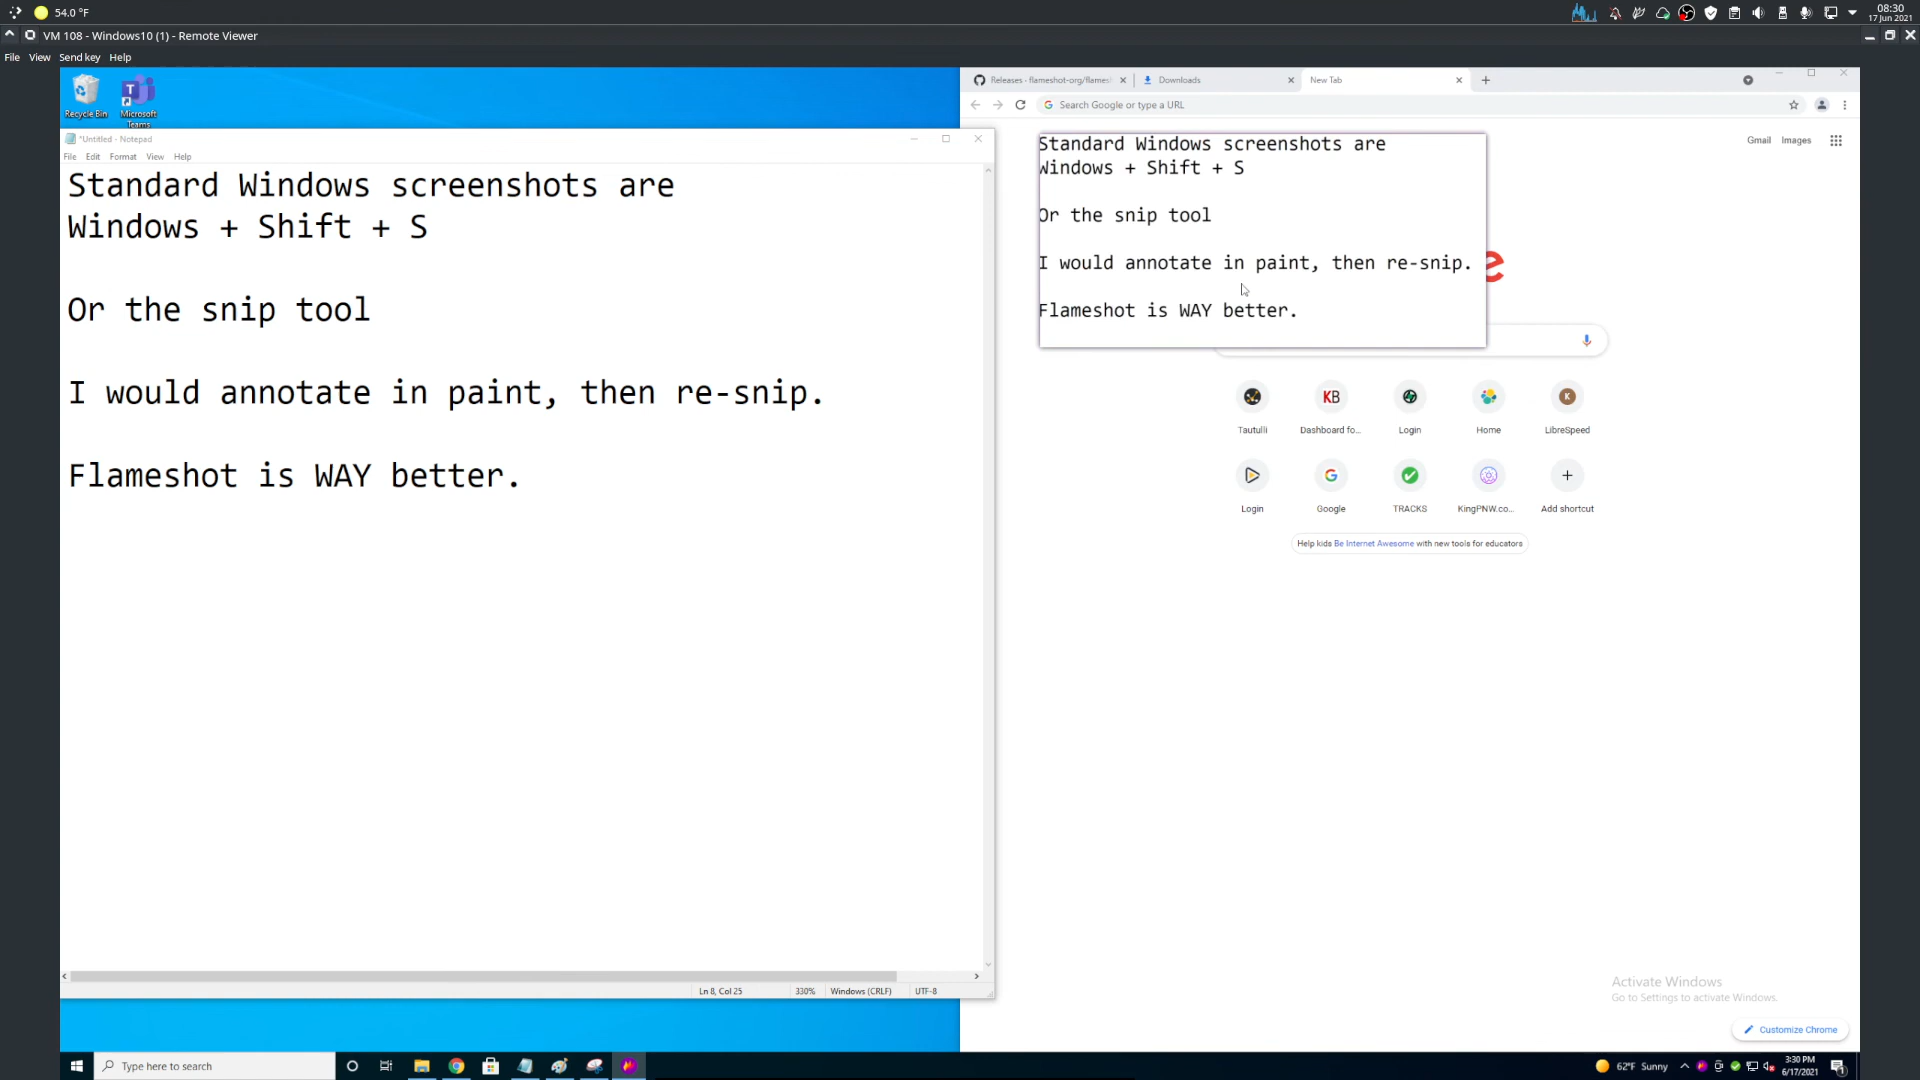 54.0 °F
08:30
17 Jun 2021
VM 108 - Windows10 (1) - Remote Viewer
File View Send key Help
Recycle Bin
Microsoft
Teams
Releases · flameshot-org/flamesh
Downloads
New Tab
Search Google or type a URL
Gmail Images
*Untitled - Notepad
File Edit Format View Help
Standard Windows screenshots are
Windows + Shift + S
Or the snip tool
I would annotate in paint, then re-snip.
Flameshot is WAY better.
Ln 8, Col 25 330% Windows (CRLF) UTF-8
Standard Windows screenshots are
Windows + Shift + S
Or the snip tool
I would annotate in paint, then re-snip.
Flameshot is WAY better.
e
KB
K
Tautulli Dashboard fo... Login Home LibreSpeed
Login Google TRACKS KingPNW.co... Add shortcut
Help kids Be Internet Awesome with new tools for educators
Activate Windows
Go to Settings to activate Windows.
Customize Chrome
Type here to search
62°F Sunny
3:30 PM
6/17/2021